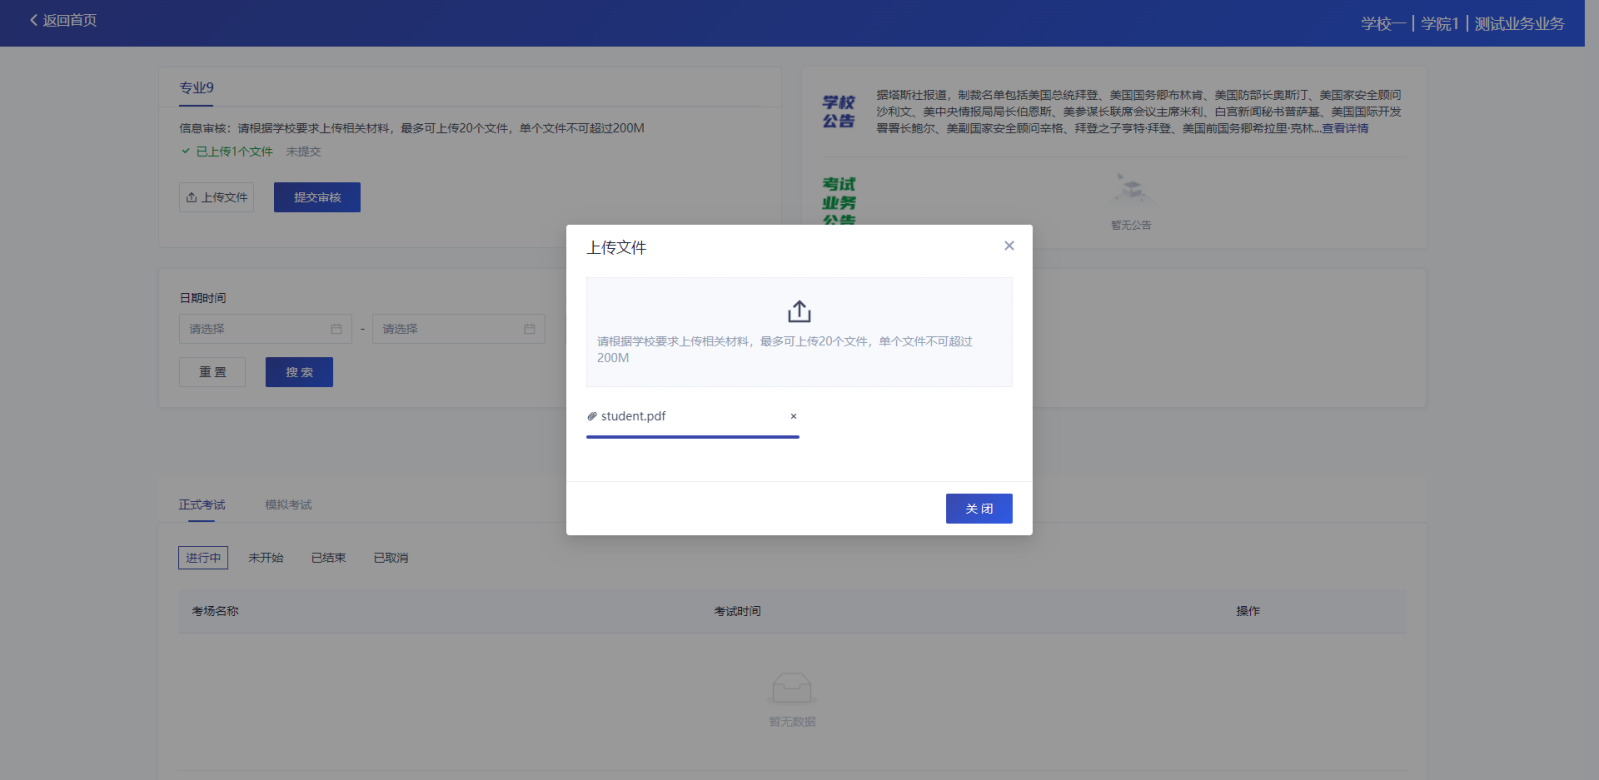 返回首页
学校一 | 学院1 | 测试业务业务
专业9
信息审核：请根据学校要求上传相关材料，最多可上传20个文件，单个文件不可超过200M
已上传1个文件 未提交
上传文件 提交审核
学校
公告
据塔斯社报道，制裁名单包括美国总统拜登、美国国务卿布林肯、美国防部长奥斯汀、美国家安全顾问
沙利文、美中央情报局局长伯恩斯、美参谋长联席会议主席米利、白宫新闻秘书普萨基、美国国际开发
署署长鲍尔、美副国家安全顾问辛格、拜登之子亨特·拜登、美国前国务卿希拉里·克林...查看详情
考试
业务
公告
暂无公告
日期时间
请选择 - 请选择
重置 搜索
上传文件
请根据学校要求上传相关材料，最多可上传20个文件，单个文件不可超过
200M
student.pdf
关闭
正式考试 模拟考试
进行中 未开始 已结束 已取消
考场名称 考试时间 操作
暂无数据